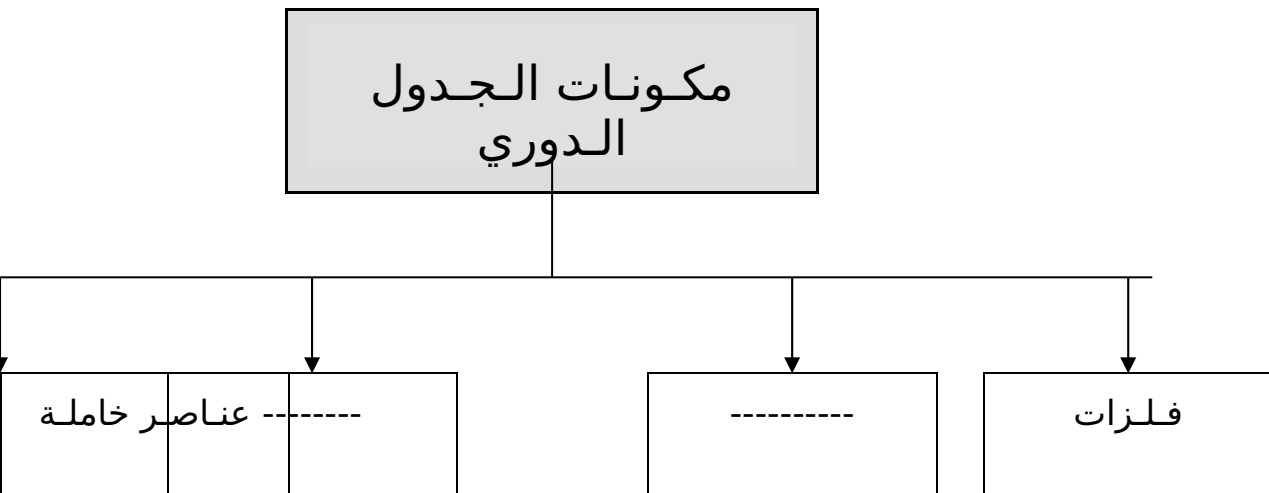 مكونات الجدول
الدوري
فلزات
----------
--------
عناصر خاملة